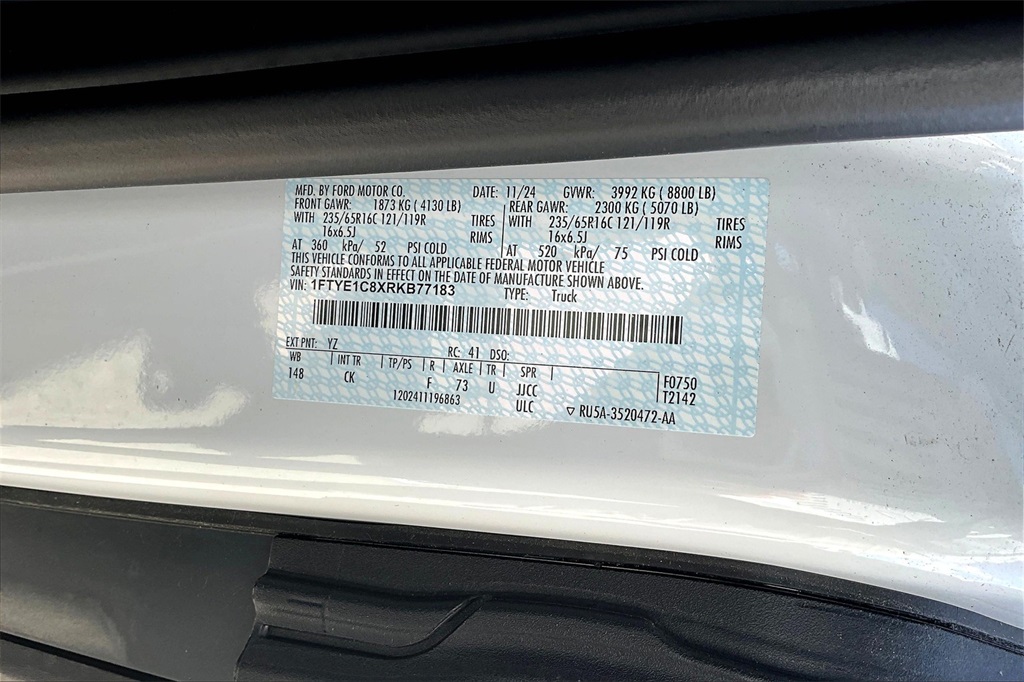 MFD. BY FORD MOTOR CO. DATE: 11/24 GVWR: 3992 KG ( 8800 LB)
FRONT GAWR: 1873 KG ( 4130 LB) REAR GAWR: 2300 KG ( 5070 LB)
WITH 235/65R16C 121/119R TIRES WITH 235/65R16C 121/119R TIRES
16x6.5J RIMS 16x6.5J RIMS
AT 360 kPa/ 52 PSI COLD AT 520 kPa/ 75 PSI COLD
THIS VEHICLE CONFORMS TO ALL APPLICABLE FEDERAL MOTOR VEHICLE
SAFETY STANDARDS IN EFFECT ON THE DATE OF MANUFACTURE SHOWN ABOVE.
VIN: 1FTYE1C8XRKB77183 TYPE: Truck
EXT PNT: YZ RC: 41 DSO:
WB INT TR TP/PS R AXLE TR SPR F0750
148 CK F 73 U JJCC T2142
1202411196863 ULC ▽ RU5A-3520472-AA